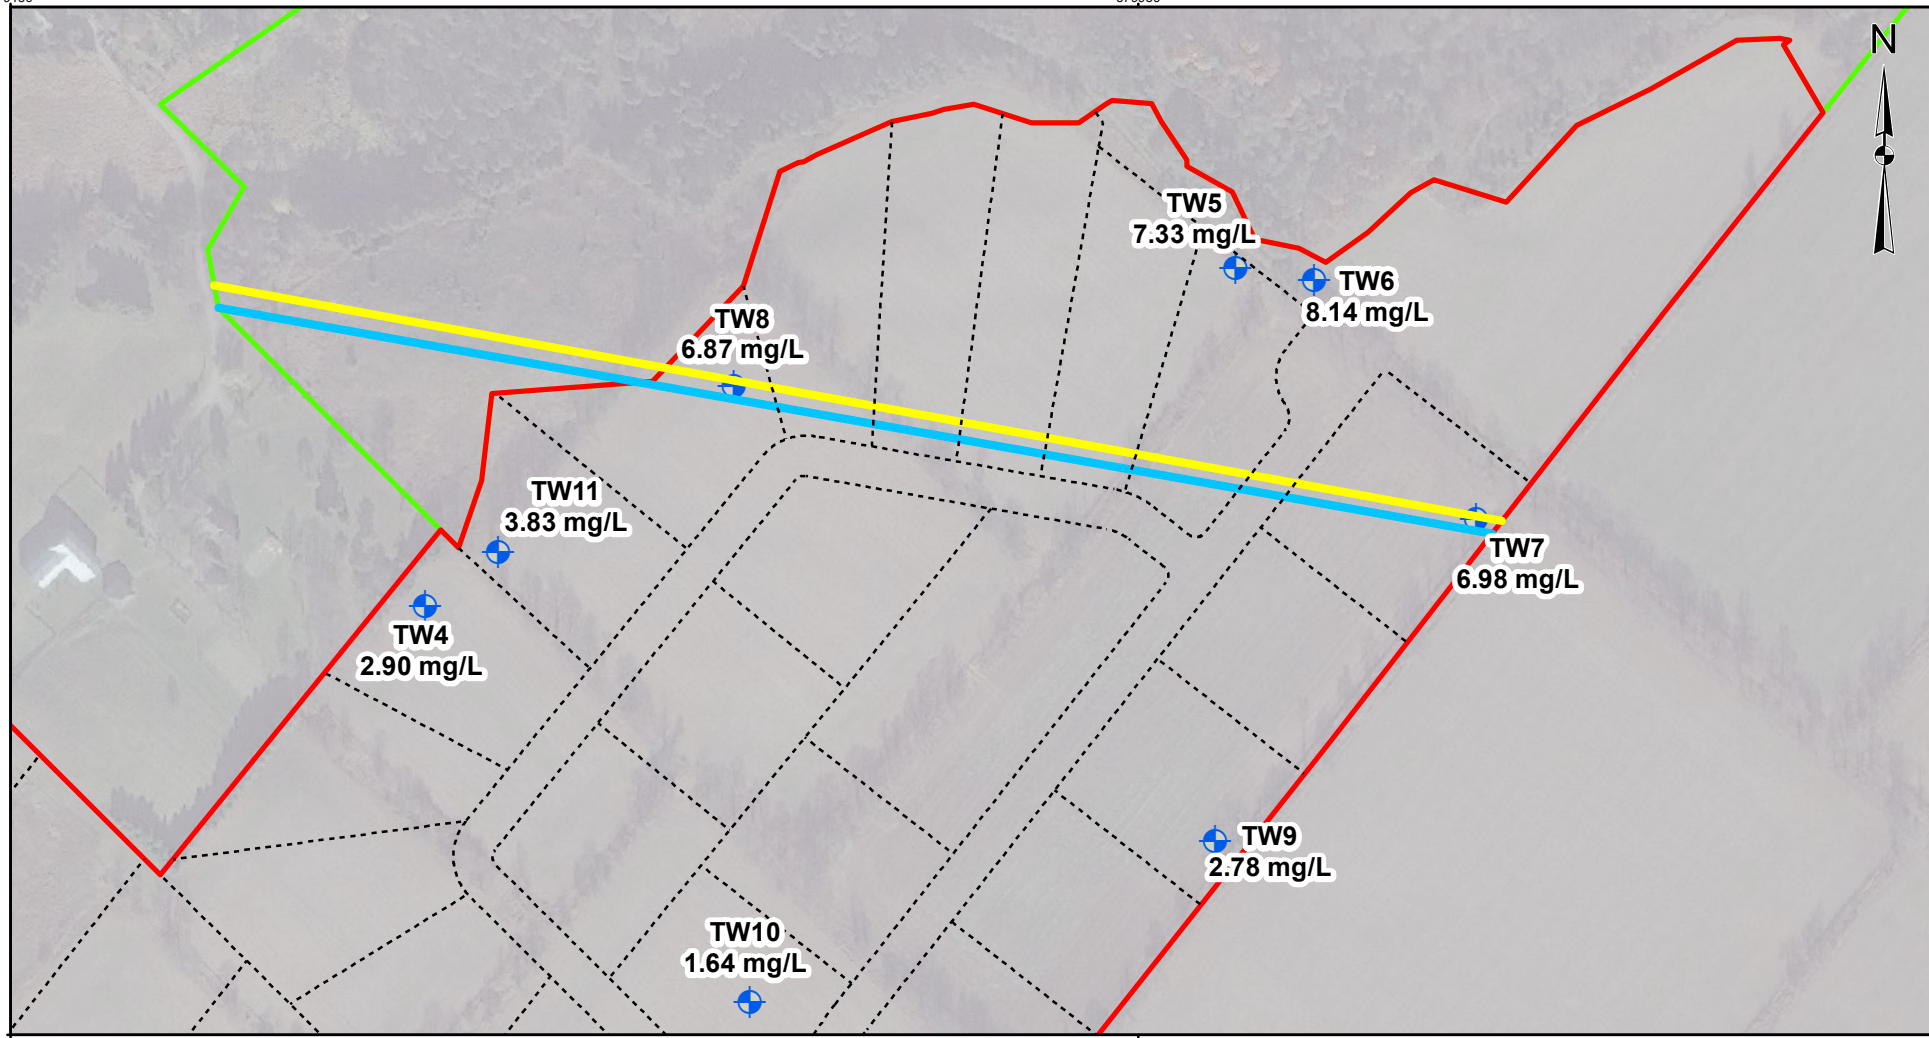 N
TW5
7.33 mg/L
TW6
8.14 mg/L
TW8
6.87 mg/L
TW11
3.83 mg/L
TW7
6.98 mg/L
TW4
2.90 mg/L
TW9
2.78 mg/L
TW10
1.64 mg/L